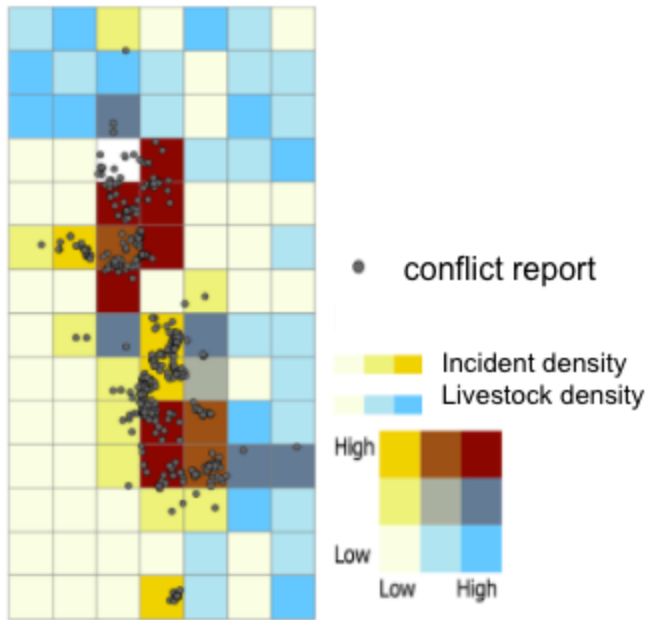 conflict report
Incident density
Livestock density
High
Low
Low High